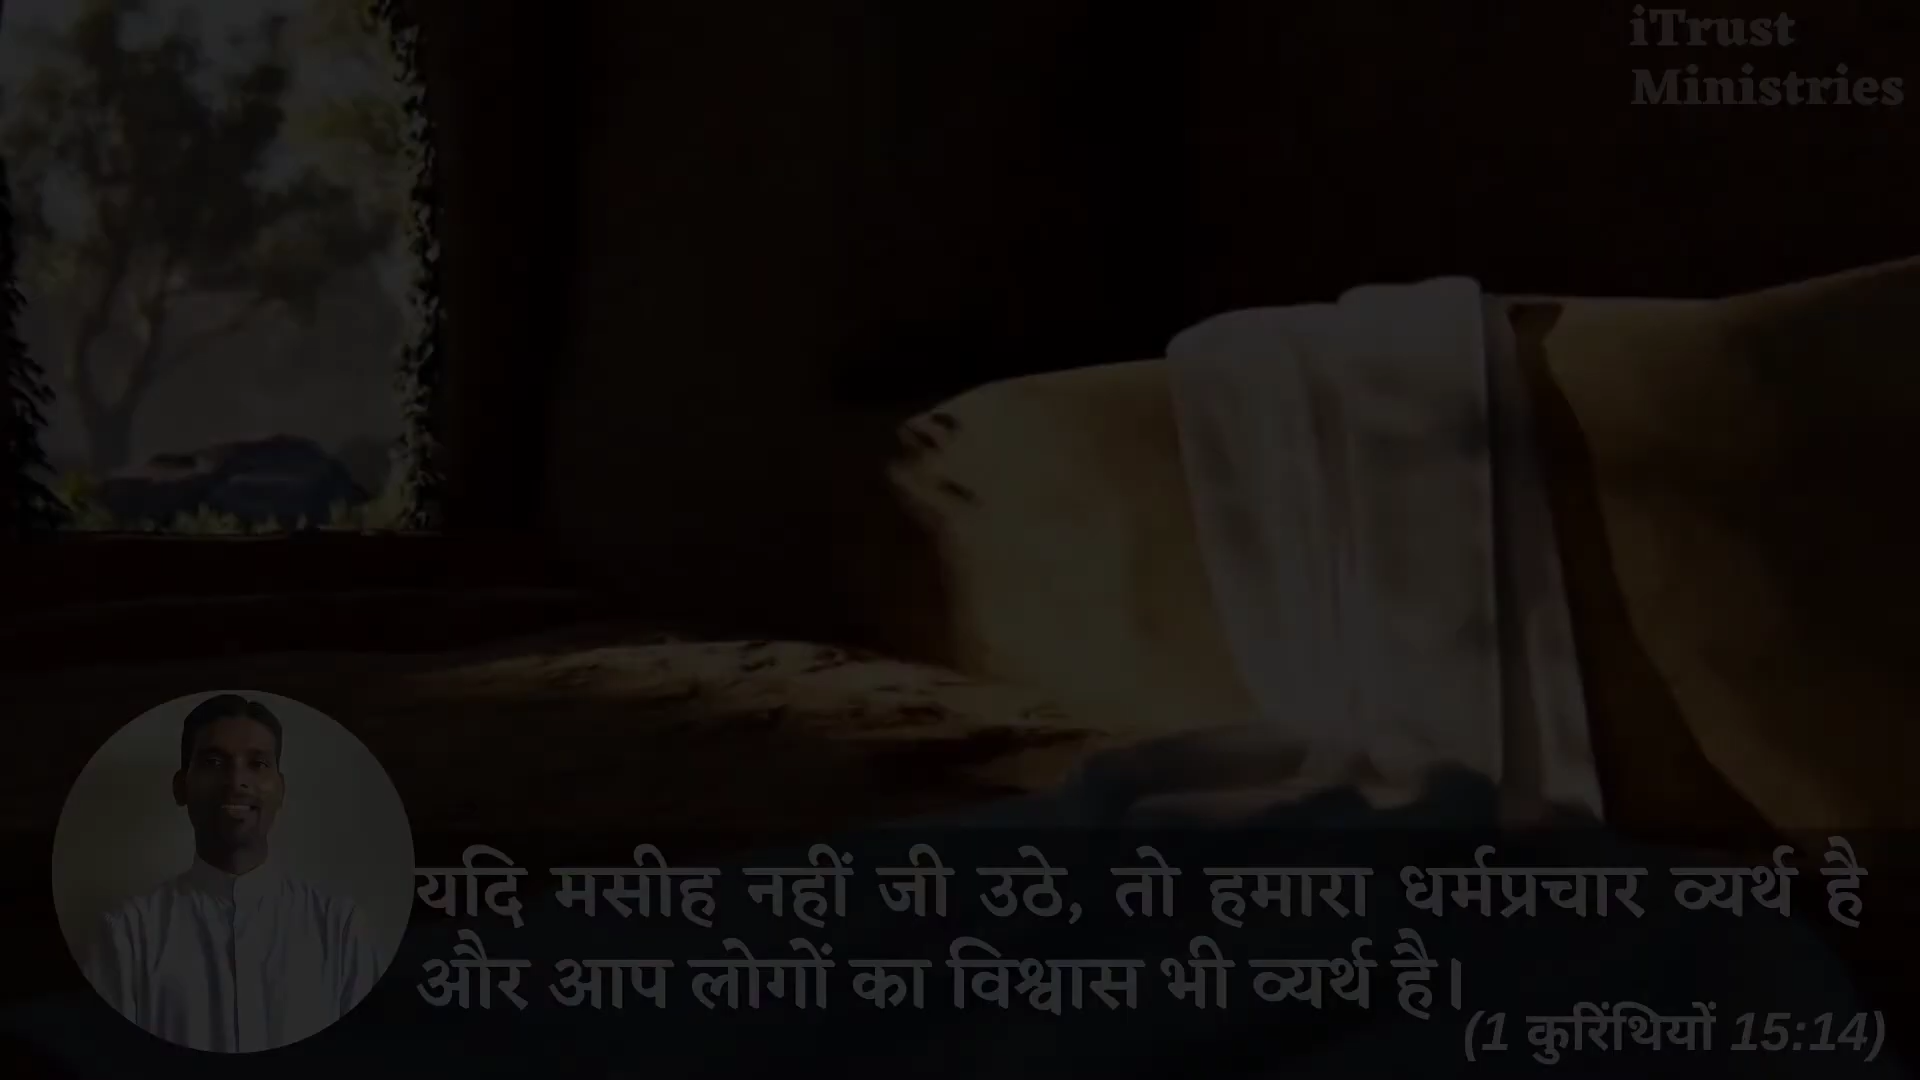 iTrust
Ministries
यदि मसीह नहीं जी उठे, तो हमारा धर्मप्रचार व्यर्थ है
और आप लोगों का विश्वास भी व्यर्थ है।
(1 कुरिंथियों 15:14)